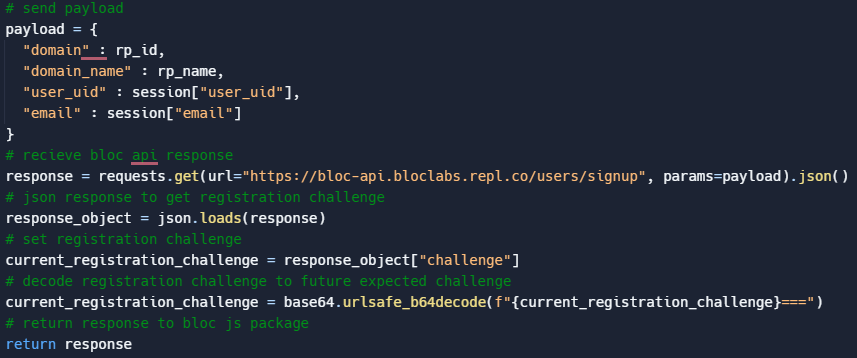 # send payload
payload = {
"domain" : rp_id,
"domain_name" : rp_name,
"user_uid" : session["user_uid"],
"email" : session["email"]
}
# recieve bloc api response
response = requests.get(url="https://bloc-api.bloclabs.repl.co/users/signup", params=payload).json()
# json response to get registration challenge
response_object = json.loads(response)
# set registration challenge
current_registration_challenge = response_object["challenge"]
# decode registration challenge to future expected challenge
current_registration_challenge = base64.urlsafe_b64decode(f"{current_registration_challenge}===")
# return response to bloc js package
return response